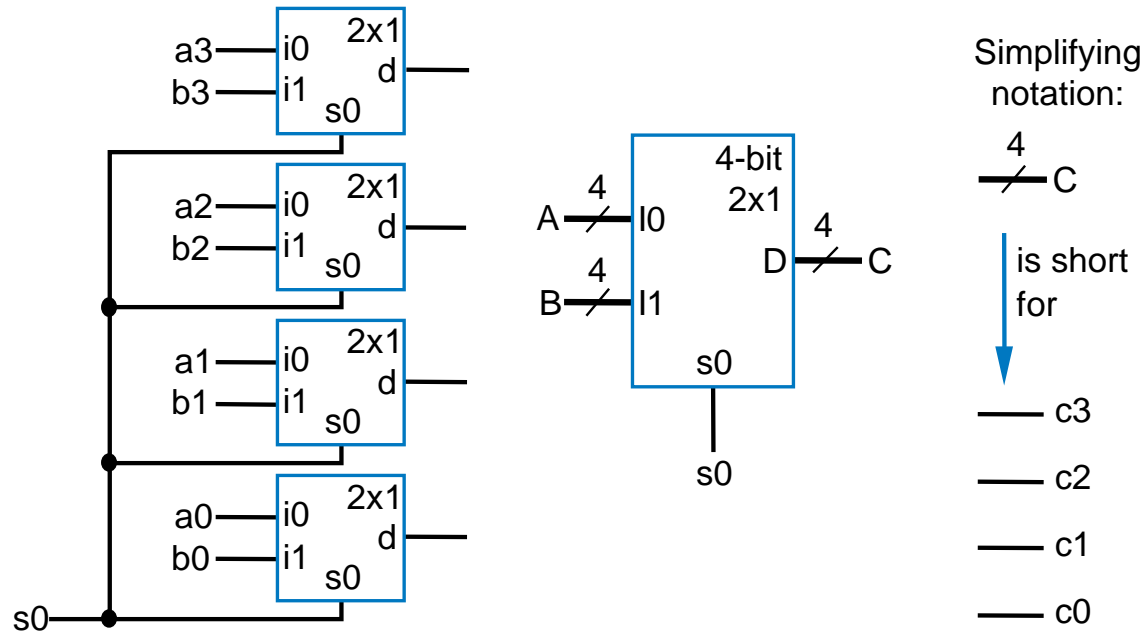 2x1
a3
i0
d
b3
i1
s0
2x1
a2
i0
d
b2
i1
s0
2x1
a1
i0
d
b1
i1
s0
2x1
a0
i0
d
b0
i1
s0
s0
4-bit
2x1
4
A
I0
4
B
I1
D
4
C
s0
s0
Simplifying
notation:
4
C
is short
for
c3
c2
c1
c0